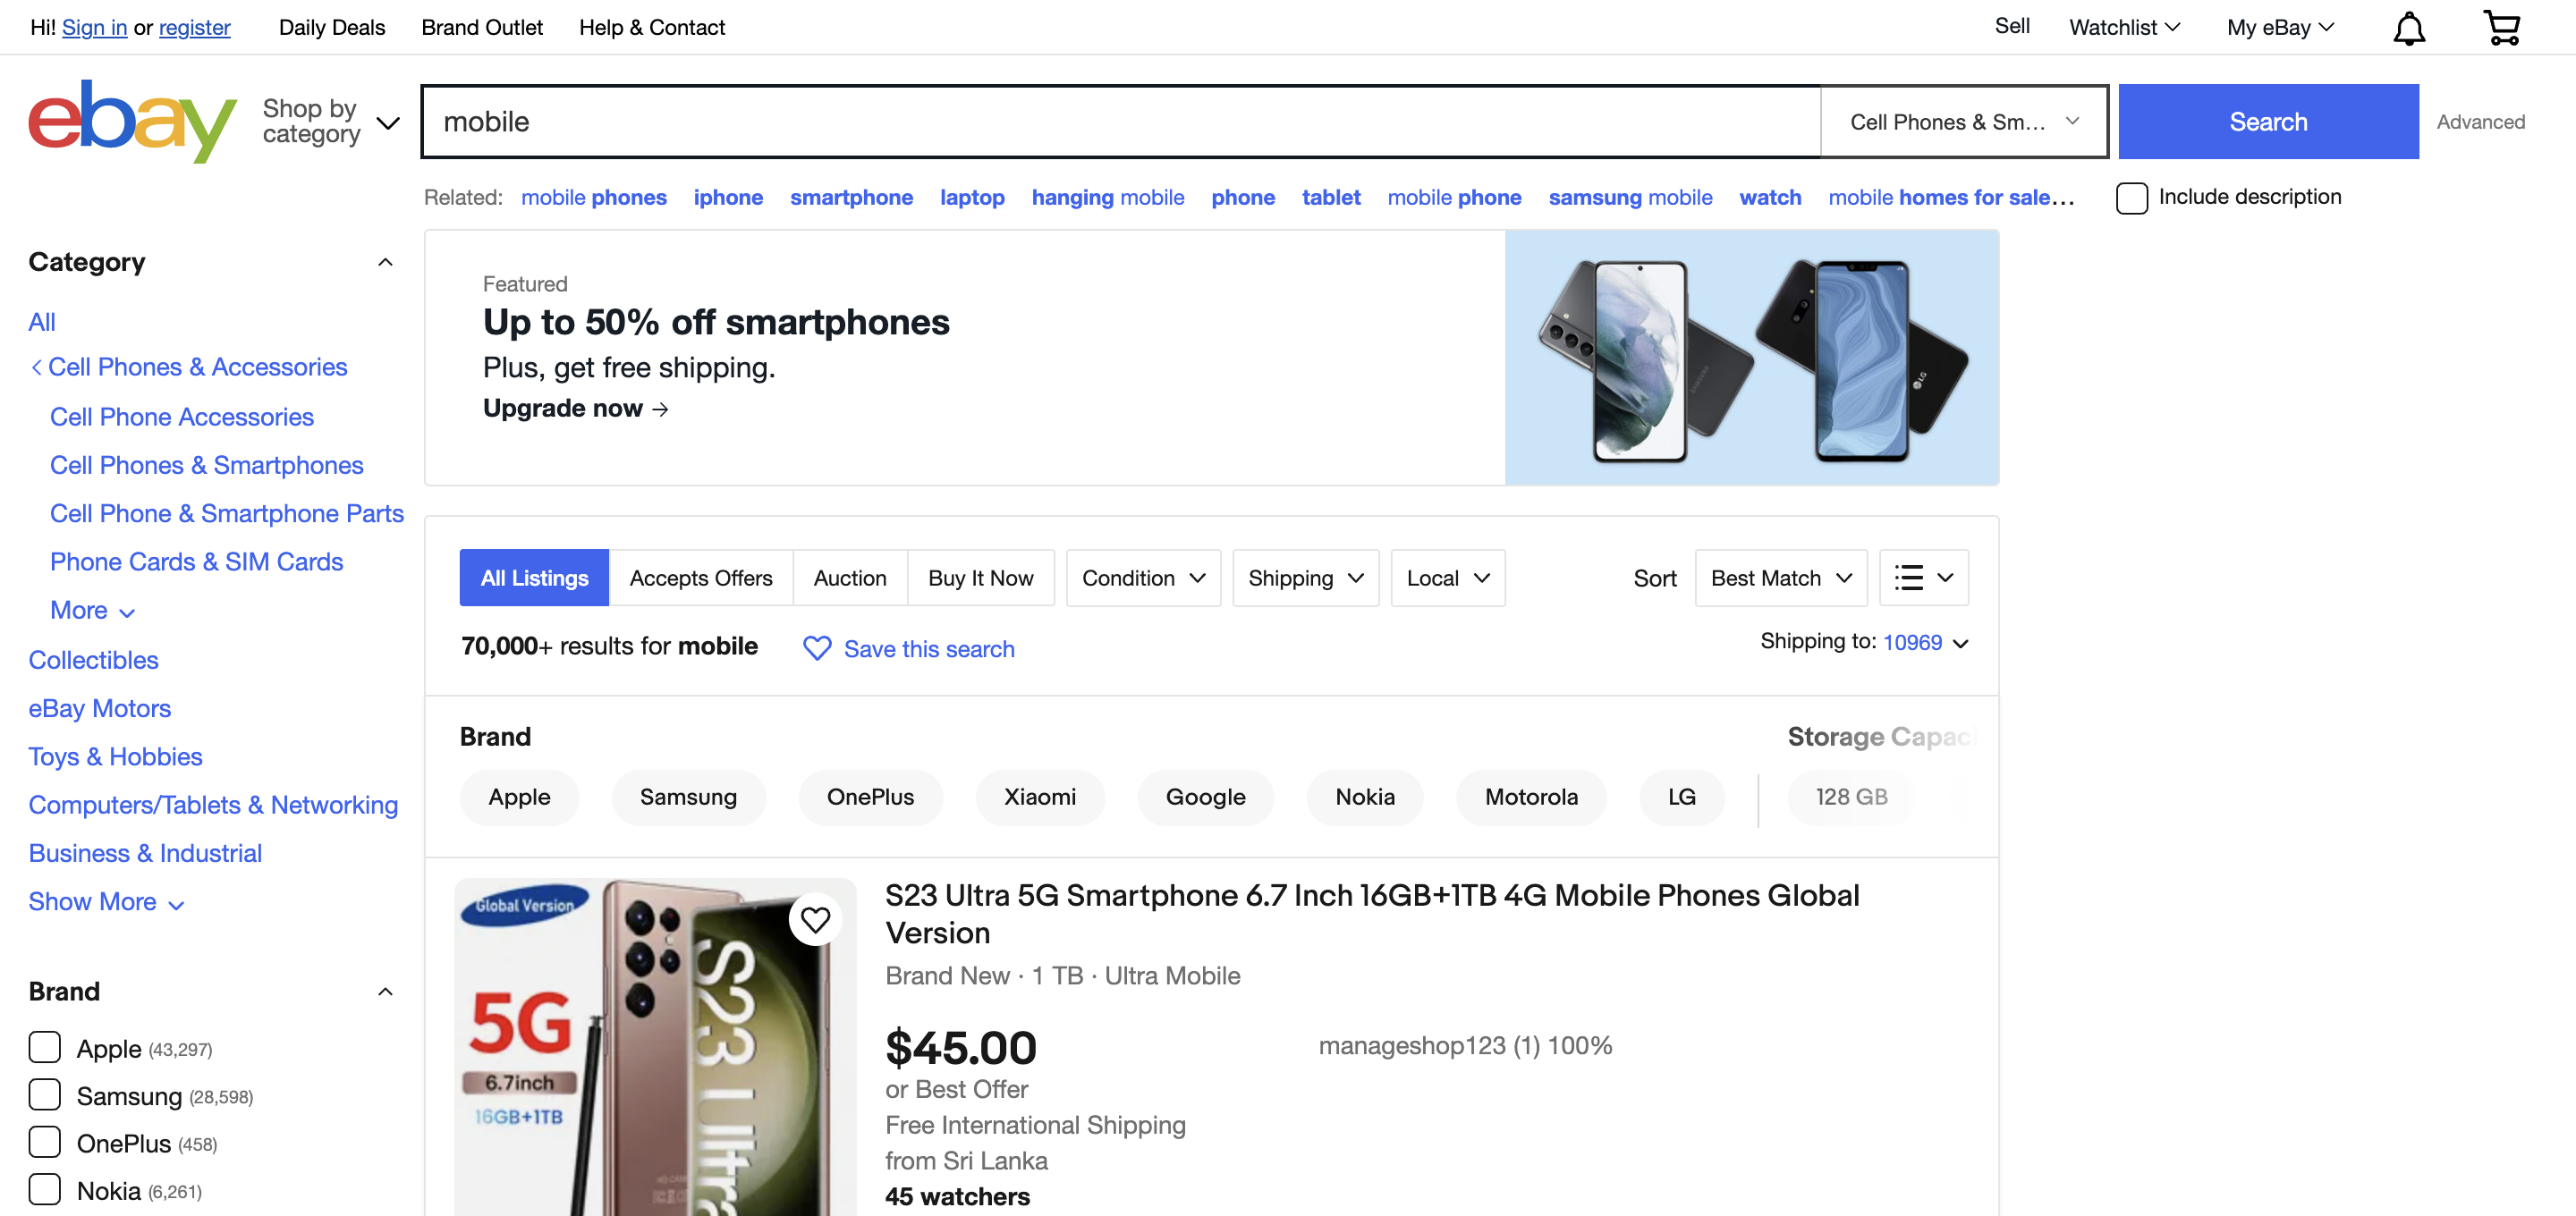 Hi! Sign in or register Daily Deals Brand Outlet Help & Contact Sell Watchlist My eBay
ebay Shop by category mobile Cell Phones & Sm... Search Advanced
Related: mobile phones iphone smartphone laptop hanging mobile phone tablet mobile phone samsung mobile watch mobile homes for sale... Include description
Category
All
Cell Phones & Accessories
Cell Phone Accessories
Cell Phones & Smartphones
Cell Phone & Smartphone Parts
Phone Cards & SIM Cards
More
Collectibles
eBay Motors
Toys & Hobbies
Computers/Tablets & Networking
Business & Industrial
Show More
Brand
Apple (43,297)
Samsung (28,598)
OnePlus (458)
Nokia (6,261)
Featured
Up to 50% off smartphones
Plus, get free shipping.
Upgrade now
SAMSUNG
LG
All Listings Accepts Offers Auction Buy It Now Condition Shipping Local Sort Best Match
70,000+ results for mobile Save this search Shipping to: 10969
Brand Storage
Apple Samsung OnePlus Xiaomi Google Nokia Motorola LG 128 GB
Global Version
5G
6.7inch
16GB+1TB
S23 Ultra
S23 Ultra 5G Smartphone 6.7 Inch 16GB+1TB 4G Mobile Phones Global
Version
Brand New · 1 TB · Ultra Mobile
$45.00 manageshop123 (1) 100%
or Best Offer
Free International Shipping
from Sri Lanka
45 watchers